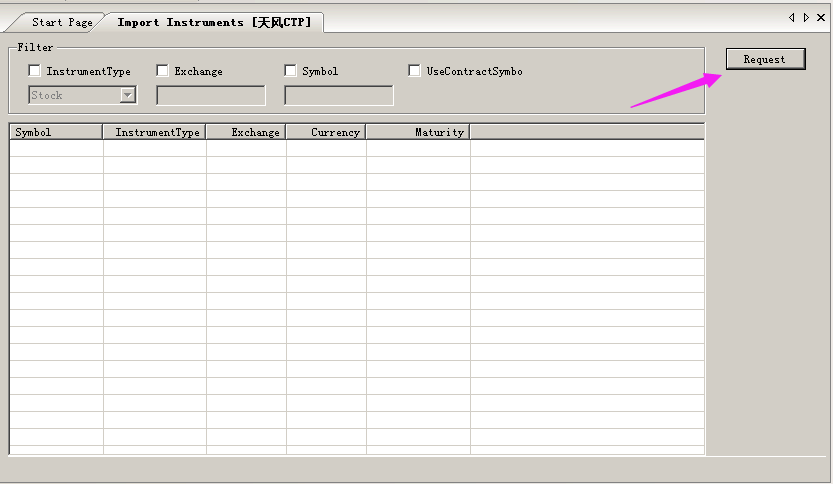 Start Page
Import Instruments [天风CTP]
Filter
InstrumentType
Exchange
Symbol
UseContractSymbo
Stock
Request
Symbol
InstrumentType
Exchange
Currency
Maturity